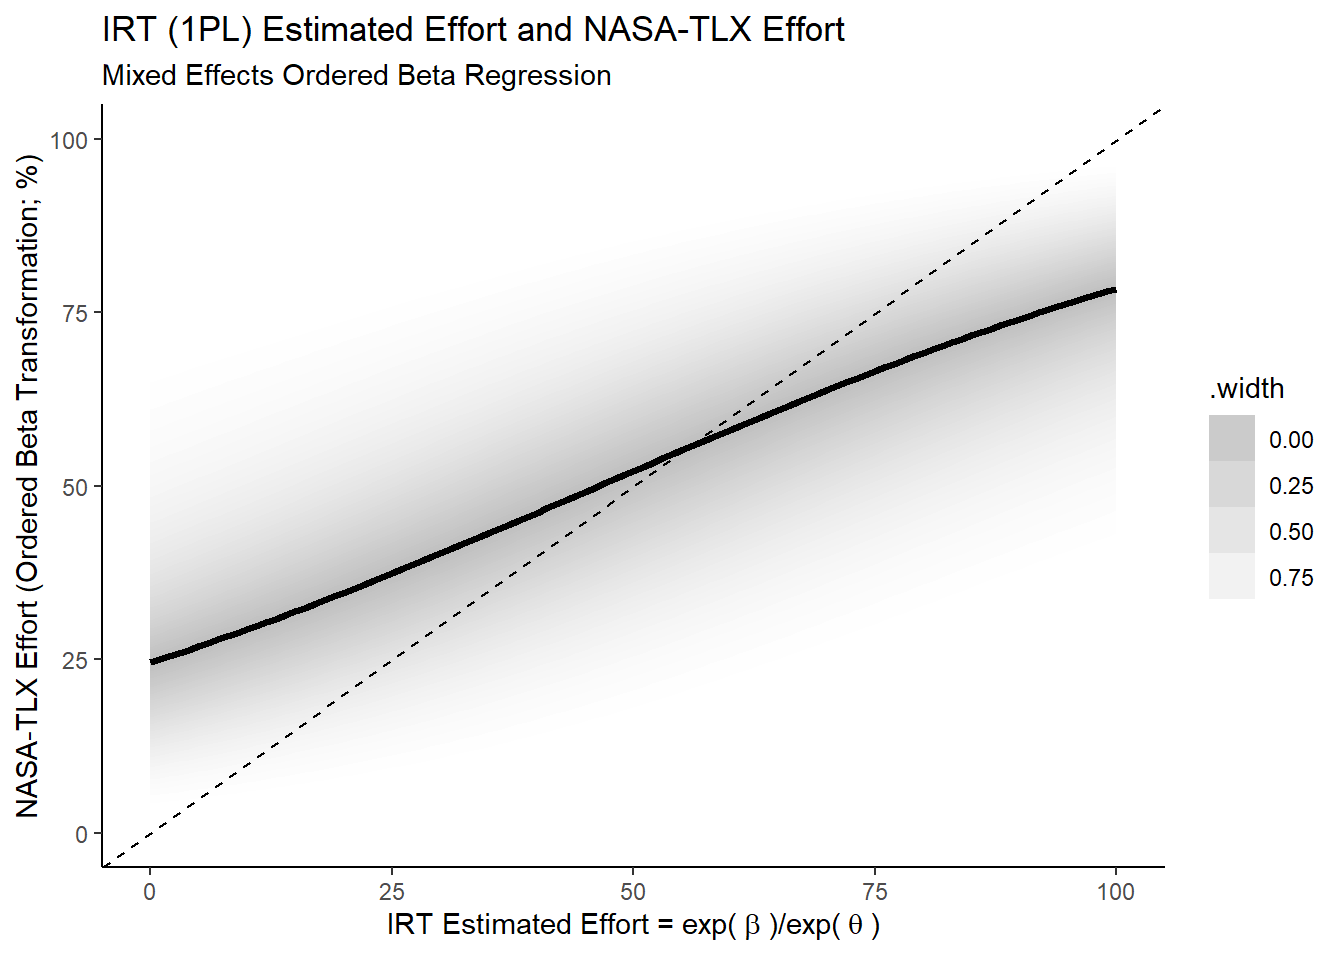 IRT (1PL) Estimated Effort and NASA-TLX Effort
Mixed Effects Ordered Beta Regression
NASA-TLX Effort (Ordered Beta Transformation; %)
100
75
50
25
0
0
25
50
75
100
IRT Estimated Effort = exp( β )/exp( θ )
.width
0.00
0.25
0.50
0.75